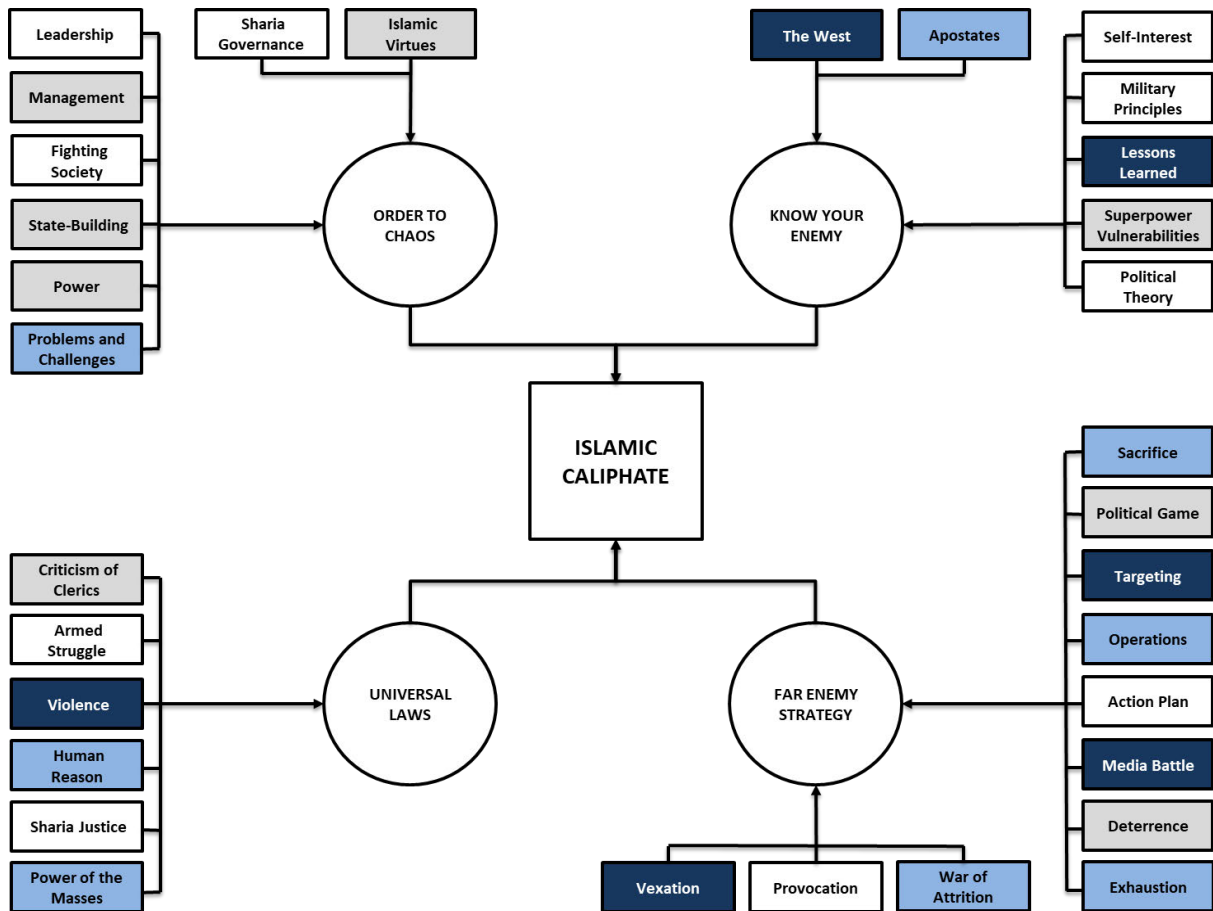 Leadership
Management
Fighting
Society
State-Building
Power
Problems and
Challenges
Sharia
Governance
Islamic
Virtues
ORDER TO
CHAOS
The West
Apostates
KNOW YOUR
ENEMY
Self-Interest
Military
Principles
Lessons
Learned
Superpower
Vulnerabilities
Political
Theory
ISLAMIC
CALIPHATE
Criticism of
Clerics
Armed
Struggle
Violence
Human
Reason
Sharia Justice
Power of the
Masses
UNIVERSAL
LAWS
FAR ENEMY
STRATEGY
Vexation
Provocation
War of
Attrition
Sacrifice
Political Game
Targeting
Operations
Action Plan
Media Battle
Deterrence
Exhaustion